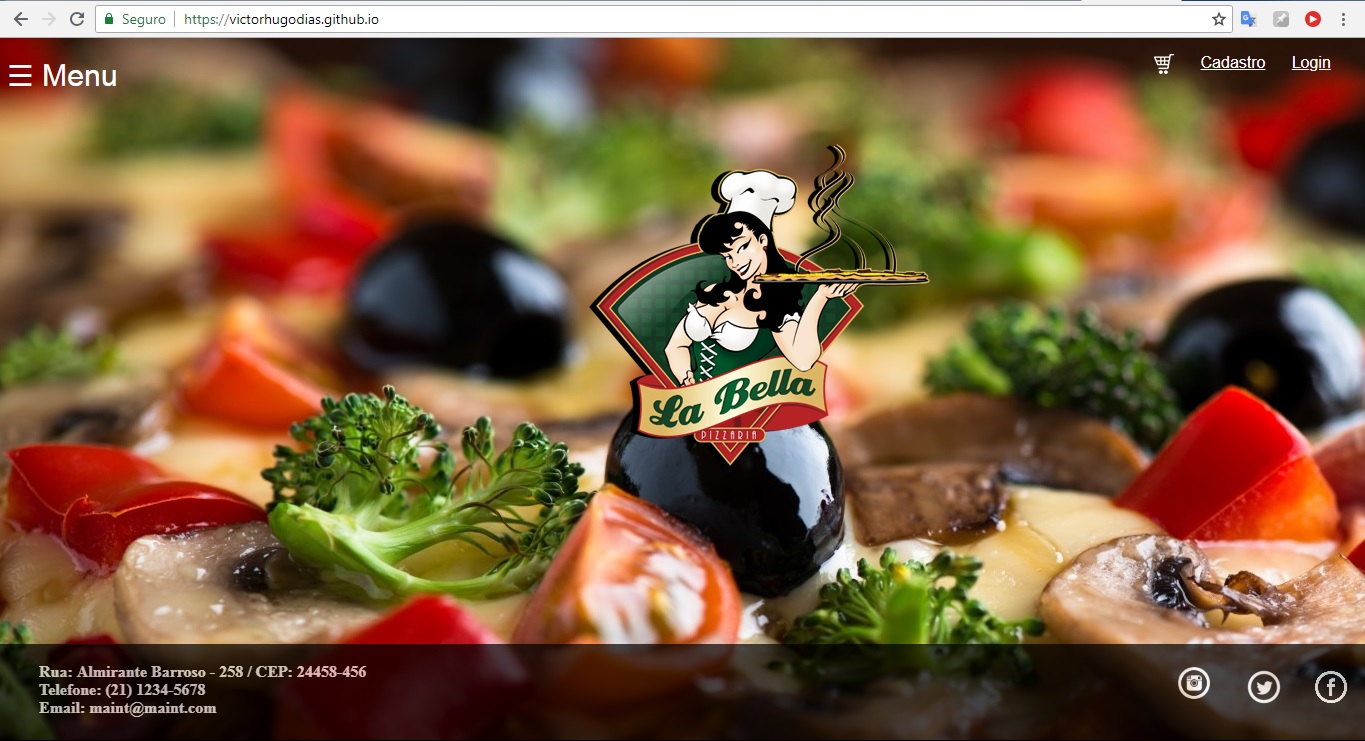 Seguro
https://victorhugodias.github.io
☰ Menu
Cadastro
Login
La Bella
PIZZARIA
Rua: Almirante Barroso - 258 / CEP: 24458-456
Telefone: (21) 1234-5678
Email: maint@maint.com